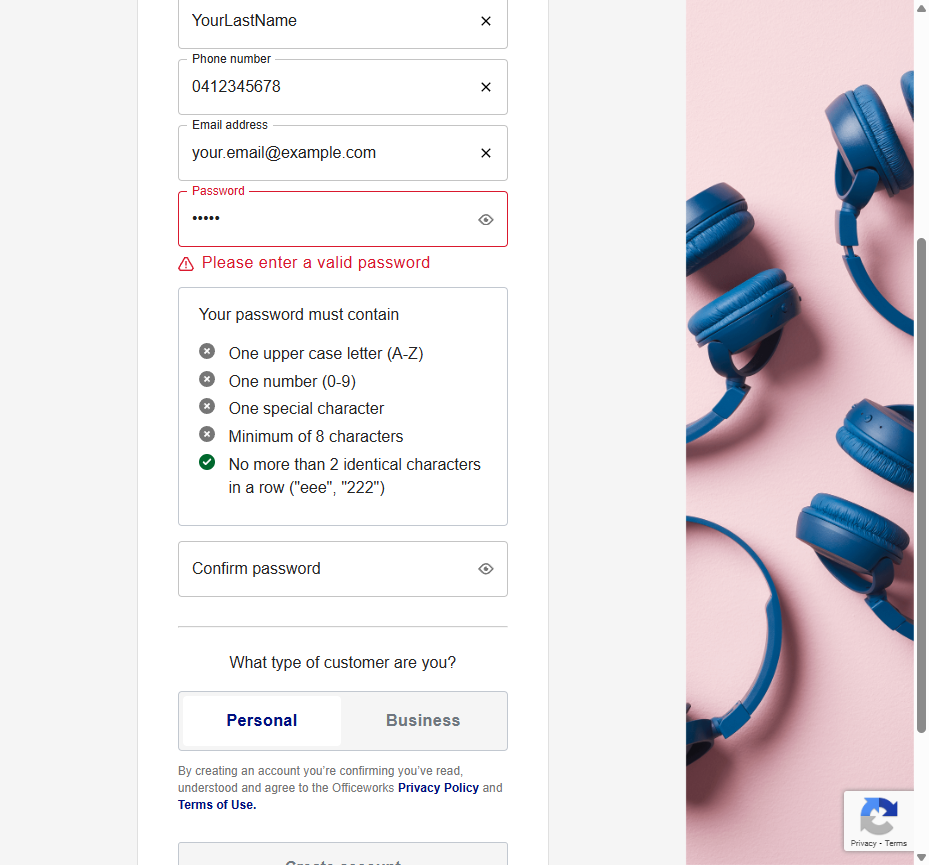 YourLastName
Phone number
0412345678
Email address
your.email@example.com
Password
•••••
Please enter a valid password
Your password must contain
One upper case letter (A-Z)
One number (0-9)
One special character
Minimum of 8 characters
No more than 2 identical characters
in a row ("eee", "222")
Confirm password
What type of customer are you?
Personal
Business
By creating an account you’re confirming you’ve read,
understood and agree to the Officeworks Privacy Policy and
Terms of Use.
Create account
Privacy - Terms